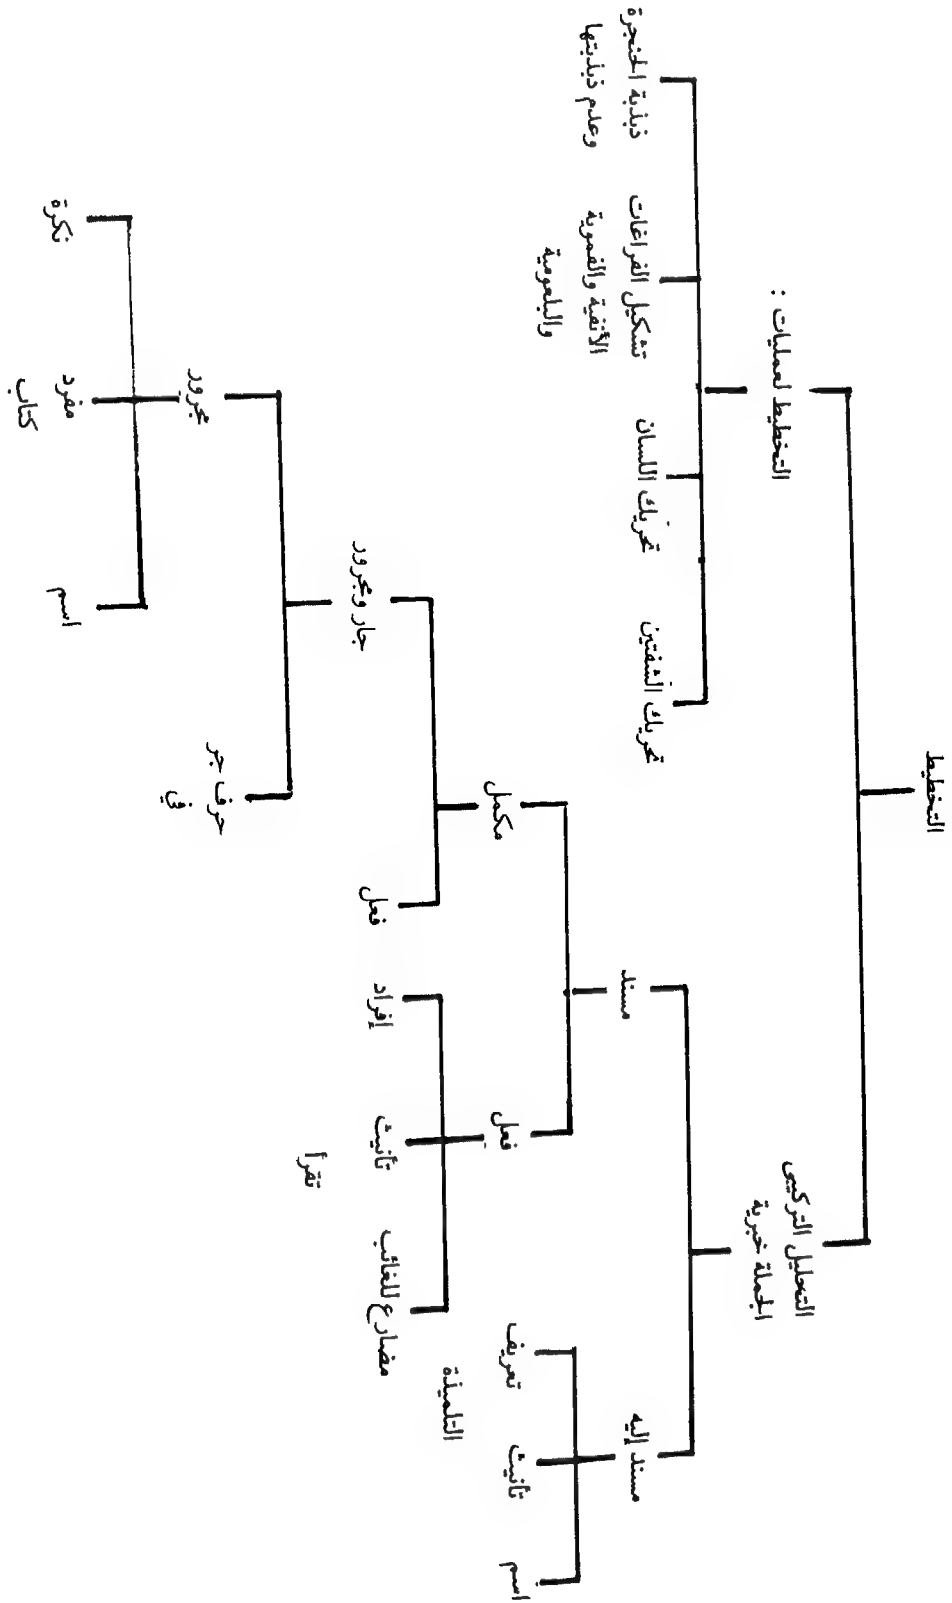 التخطيط
التحليل التركيبى
الجملة خبرية
التخطيط لعمليات :
مسند إليه
مسند
تحريك الشفتين
تحريك اللسان
تشكيل الفراغات
الأنفية والفموية
والبلعومية
ذبذبة الحنجرة
وعدم ذبذبتها
اسم
تأنيث
تعريف
التلميذة
فعل
مكمل
مضارع للغائب
تأنيث
إفراد
تقرأ
فعل
جار ومجرور
حرف جر
في
مجرور
اسم
مفرد
كتاب
نكرة